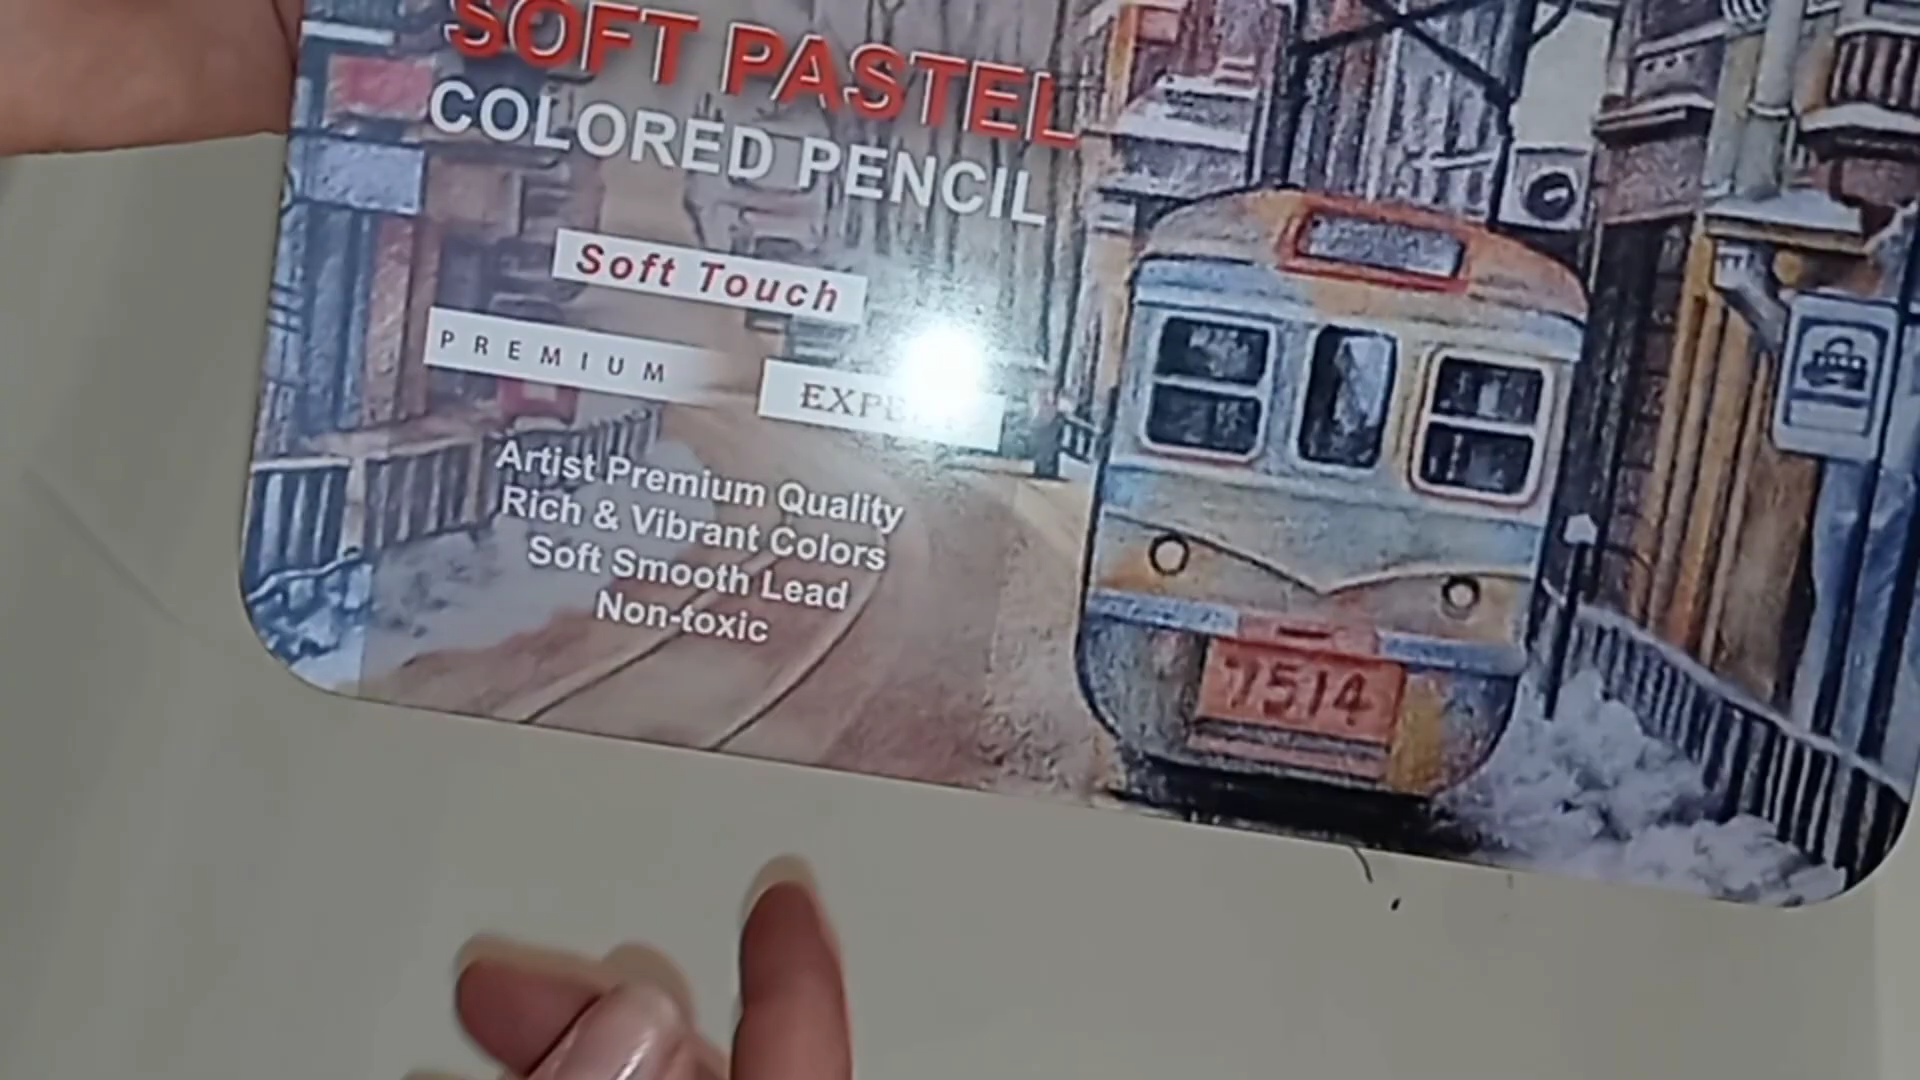 SOFT PASTEL
COLORED PENCIL
Soft Touch
PREMIUM
Artist Premium Quality
Rich & Vibrant Colors
Soft Smooth Lead
Non-toxic
7514